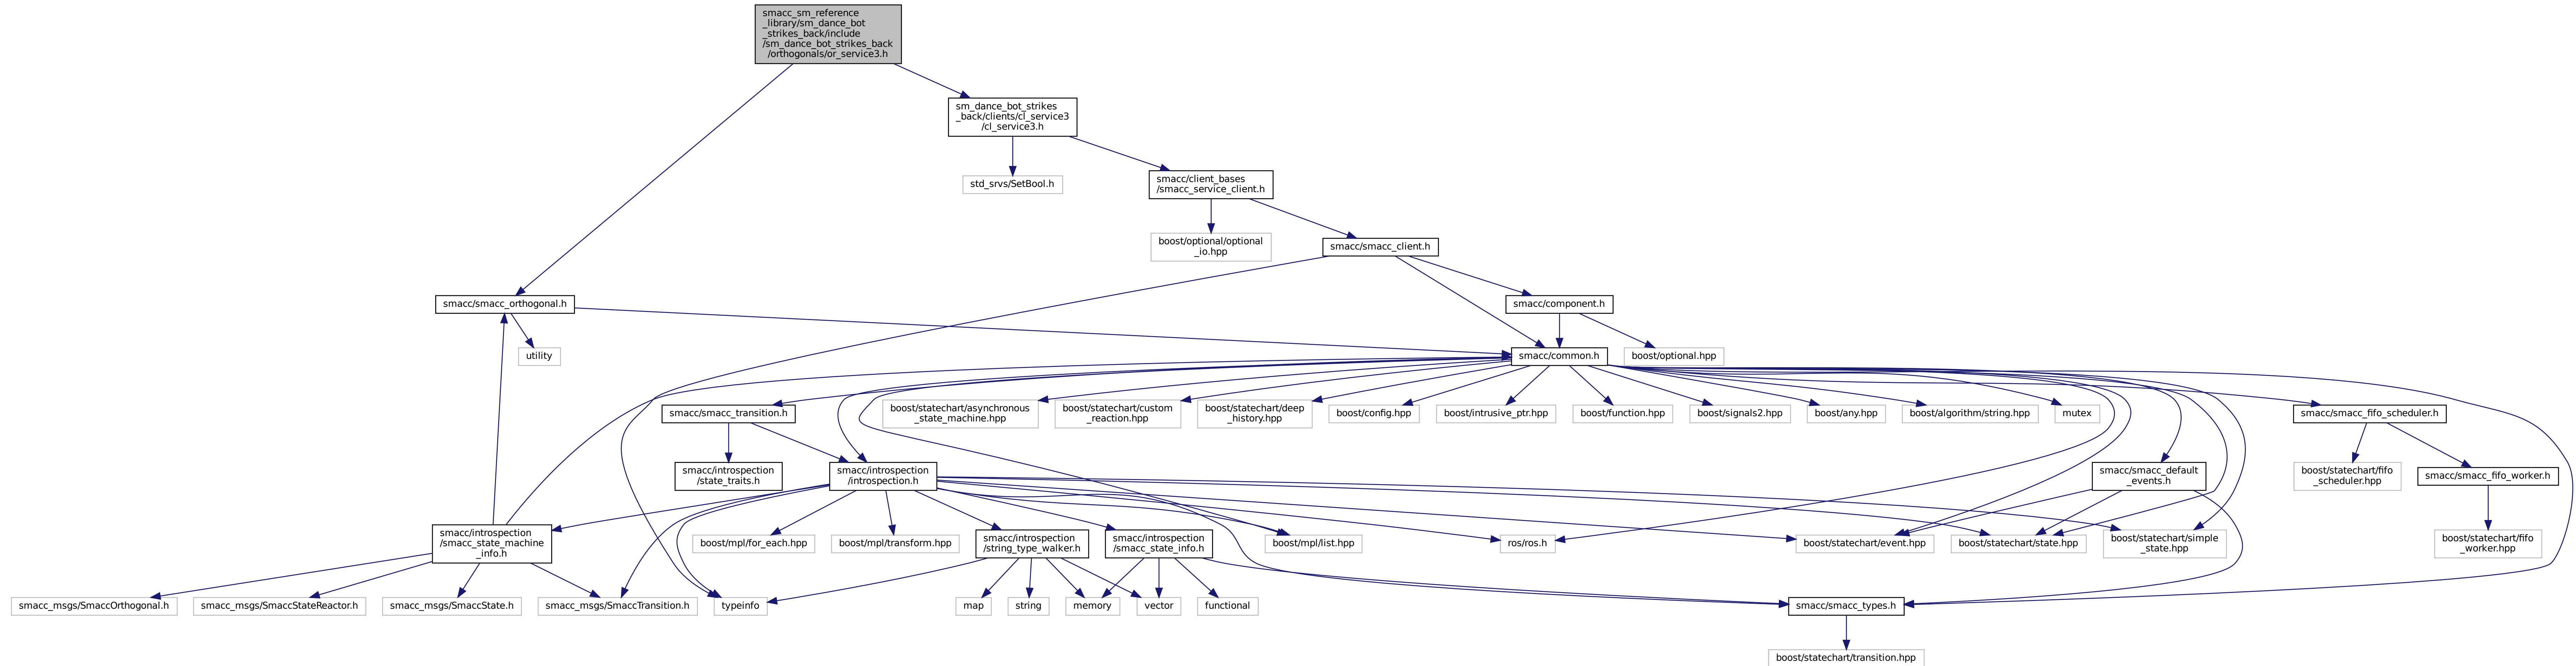 smacc_sm_reference
_library/sm_dance_bot
_strikes_back/include
/sm_dance_bot_strikes_back
/orthogonals/or_service3.h
sm_dance_bot_strikes
_back/clients/cl_service3
/cl_service3.h
std_srvs/SetBool.h
smacc/client_bases
/smacc_service_client.h
boost/optional/optional
_io.hpp
smacc/smacc_client.h
smacc/smacc_orthogonal.h
smacc/component.h
utility
smacc/common.h
boost/optional.hpp
smacc/smacc_transition.h
boost/statechart/asynchronous
_state_machine.hpp
boost/statechart/custom
_reaction.hpp
boost/statechart/deep
_history.hpp
boost/config.hpp
boost/intrusive_ptr.hpp
boost/function.hpp
boost/signals2.hpp
boost/any.hpp
boost/algorithm/string.hpp
mutex
smacc/smacc_fifo_scheduler.h
smacc/introspection
/state_traits.h
smacc/introspection
/introspection.h
smacc/smacc_default
_events.h
boost/statechart/fifo
_scheduler.hpp
smacc/smacc_fifo_worker.h
smacc/introspection
/smacc_state_machine
_info.h
boost/mpl/for_each.hpp
boost/mpl/transform.hpp
smacc/introspection
/string_type_walker.h
smacc/introspection
/smacc_state_info.h
boost/mpl/list.hpp
ros/ros.h
boost/statechart/event.hpp
boost/statechart/state.hpp
boost/statechart/simple
_state.hpp
boost/statechart/fifo
_worker.hpp
smacc_msgs/SmaccOrthogonal.h
smacc_msgs/SmaccStateReactor.h
smacc_msgs/SmaccState.h
smacc_msgs/SmaccTransition.h
typeinfo
map
string
memory
vector
functional
smacc/smacc_types.h
boost/statechart/transition.hpp